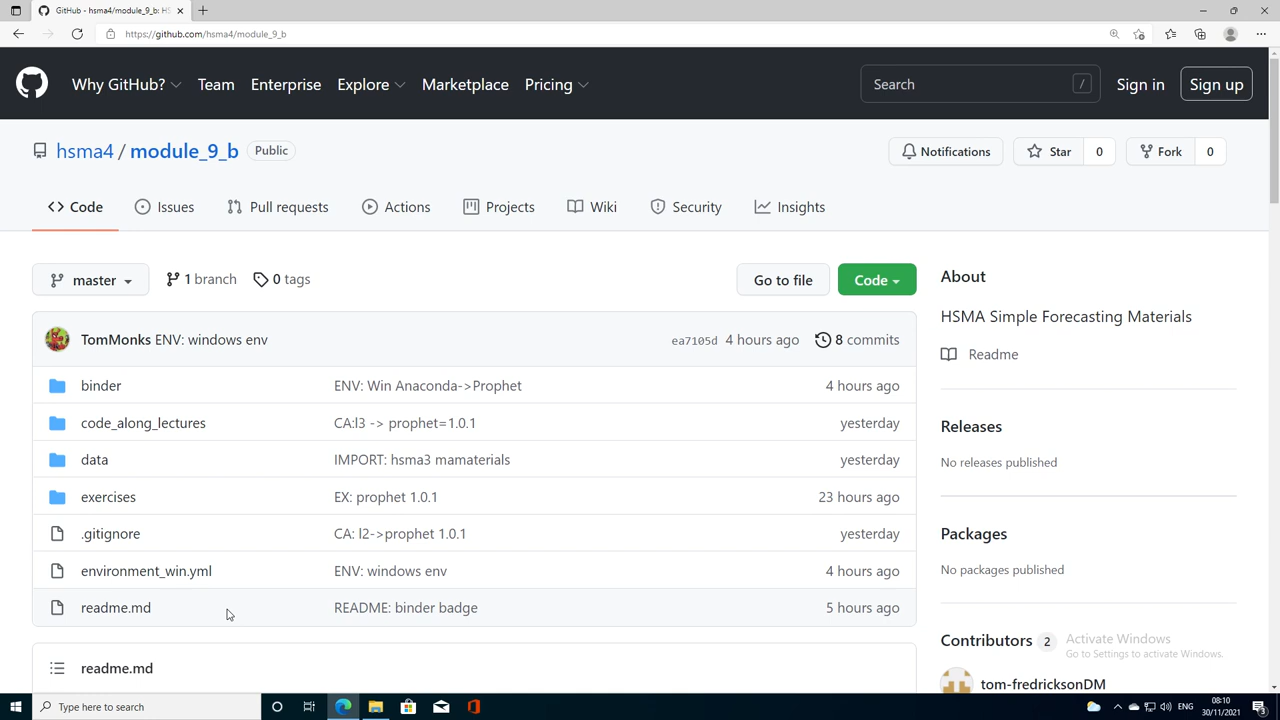 GitHub - hsma4/module_9_b: HS
https://github.com/hsma4/module_9_b
Why GitHub? Team Enterprise Explore Marketplace Pricing Search / Sign in Sign up
hsma4 / module_9_b Public Notifications Star 0 Fork 0
Code Issues Pull requests Actions Projects Wiki Security Insights
master 1 branch 0 tags Go to file Code
About
HSMA Simple Forecasting Materials
Readme
TomMonks ENV: windows env ea7105d 4 hours ago 8 commits
binder ENV: Win Anaconda->Prophet 4 hours ago
code_along_lectures CA:l3 -> prophet=1.0.1 yesterday
data IMPORT: hsma3 mamaterials yesterday
exercises EX: prophet 1.0.1 23 hours ago
.gitignore CA: l2->prophet 1.0.1 yesterday
environment_win.yml ENV: windows env 4 hours ago
readme.md README: binder badge 5 hours ago
Releases
No releases published
Packages
No packages published
Contributors 2
Activate Windows
Go to Settings to activate Windows.
readme.md
tom-fredricksonDM
Type here to search
ENG
08:10
30/11/2021
3